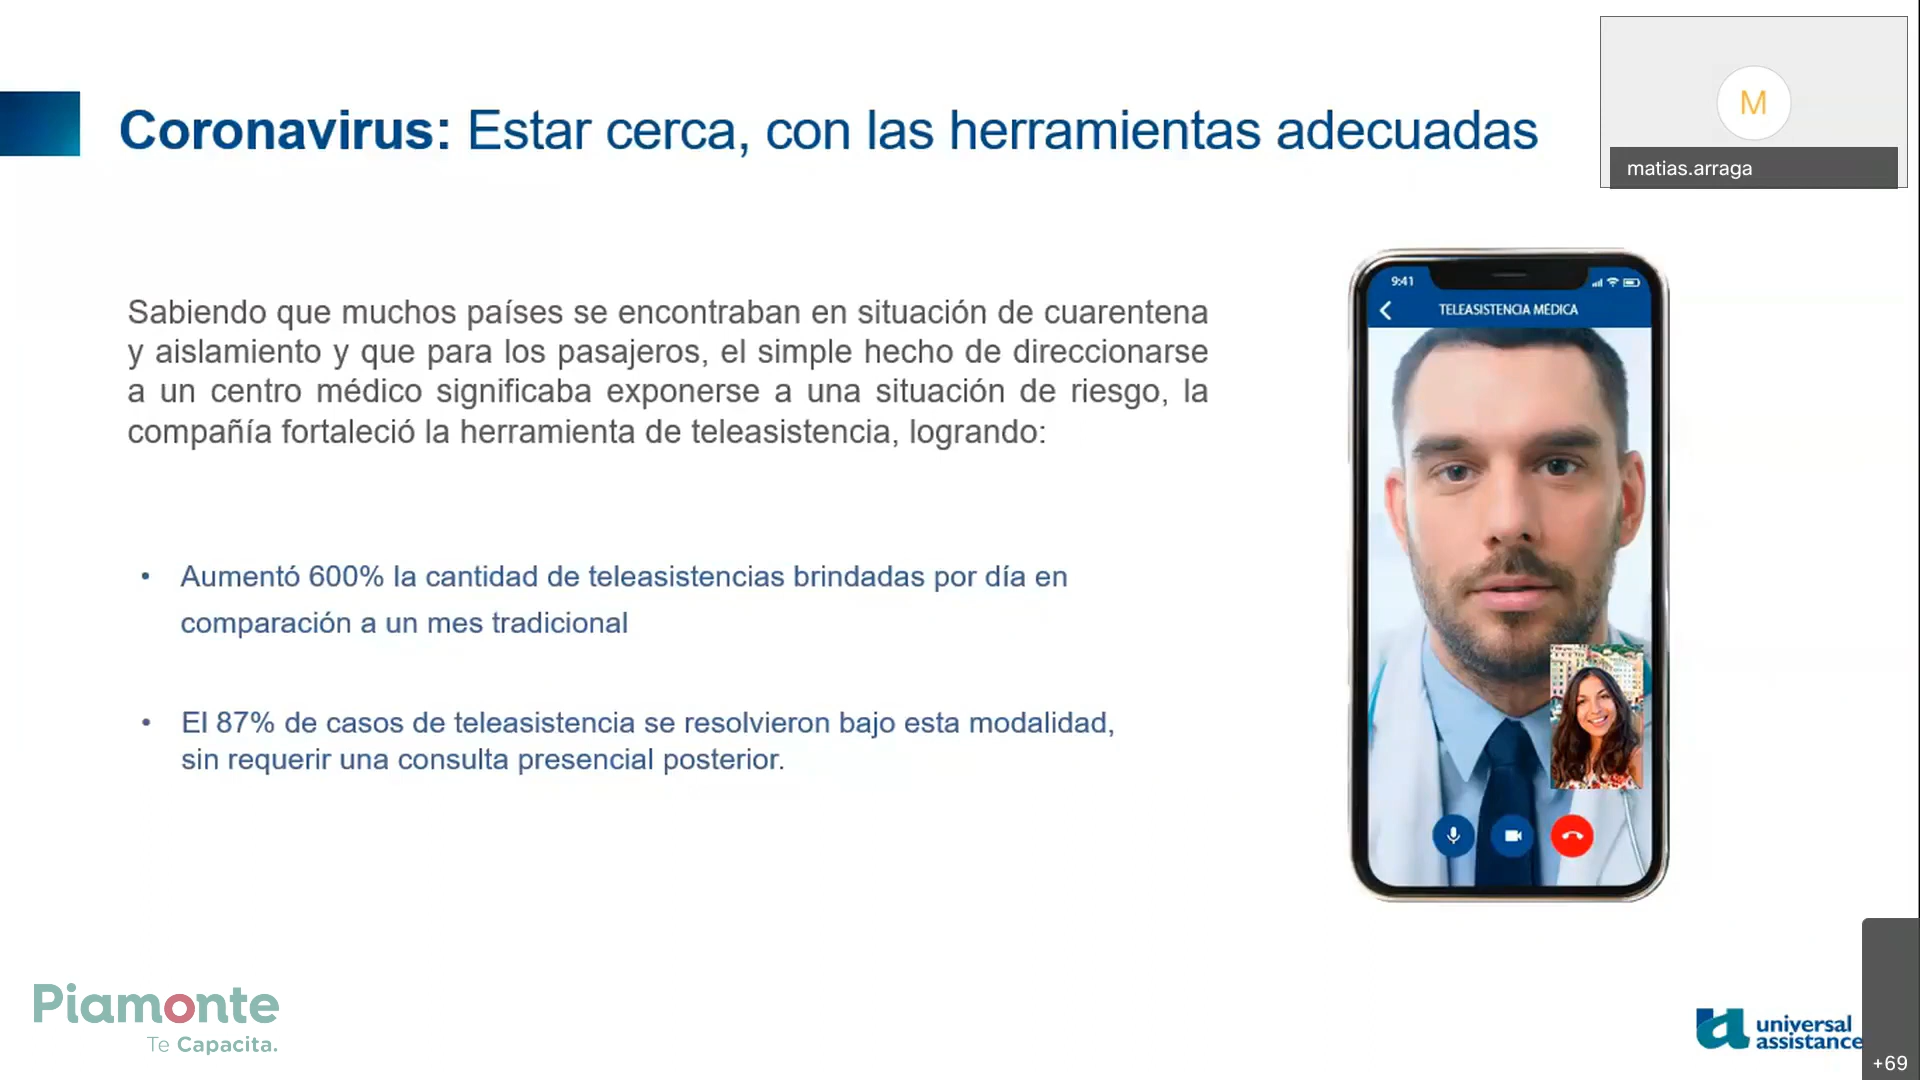 Coronavirus: Estar cerca, con las herramientas adecuadas
M
matias.arraga
Sabiendo que muchos países se encontraban en situación de cuarentena
y aislamiento y que para los pasajeros, el simple hecho de direccionarse
a un centro médico significaba exponerse a una situación de riesgo, la
compañía fortaleció la herramienta de teleasistencia, logrando:
• Aumentó 600% la cantidad de teleasistencias brindadas por día en
comparación a un mes tradicional
• El 87% de casos de teleasistencia se resolvieron bajo esta modalidad,
sin requerir una consulta presencial posterior.
9:41
TELEASISTENCIA MÉDICA
Piamonte
Te Capacita.
ua
universal
assistance
+69